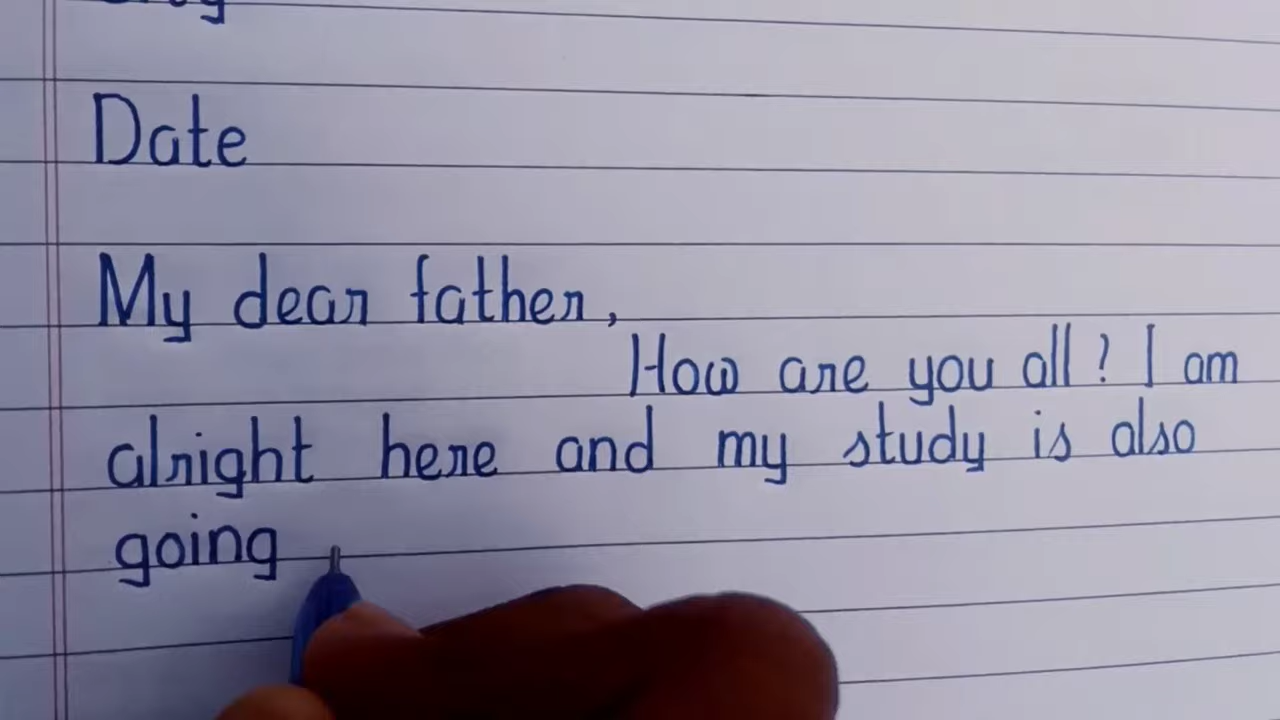 Date
My dear father,
How are you all? I am
alright here and my study is also
going